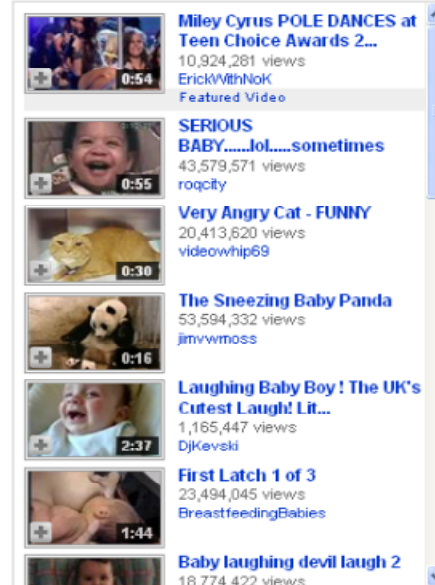 Miley Cyrus POLE DANCES at
Teen Choice Awards 2...
10,924,281 views
ErickWithNoK
0:54
Featured Video
SERIOUS
BABY......lol.....sometimes
43,579,571 views
roqcity
0:55
Very Angry Cat - FUNNY
20,413,620 views
videowhip69
0:30
The Sneezing Baby Panda
53,594,332 views
jimvwmoss
0:16
Laughing Baby Boy ! The UK's
Cutest Laugh! Lit...
1,165,447 views
DjKevski
2:37
First Latch 1 of 3
23,494,045 views
BreastfeedingBabies
1:44
Baby laughing devil laugh 2
18,774,422 views